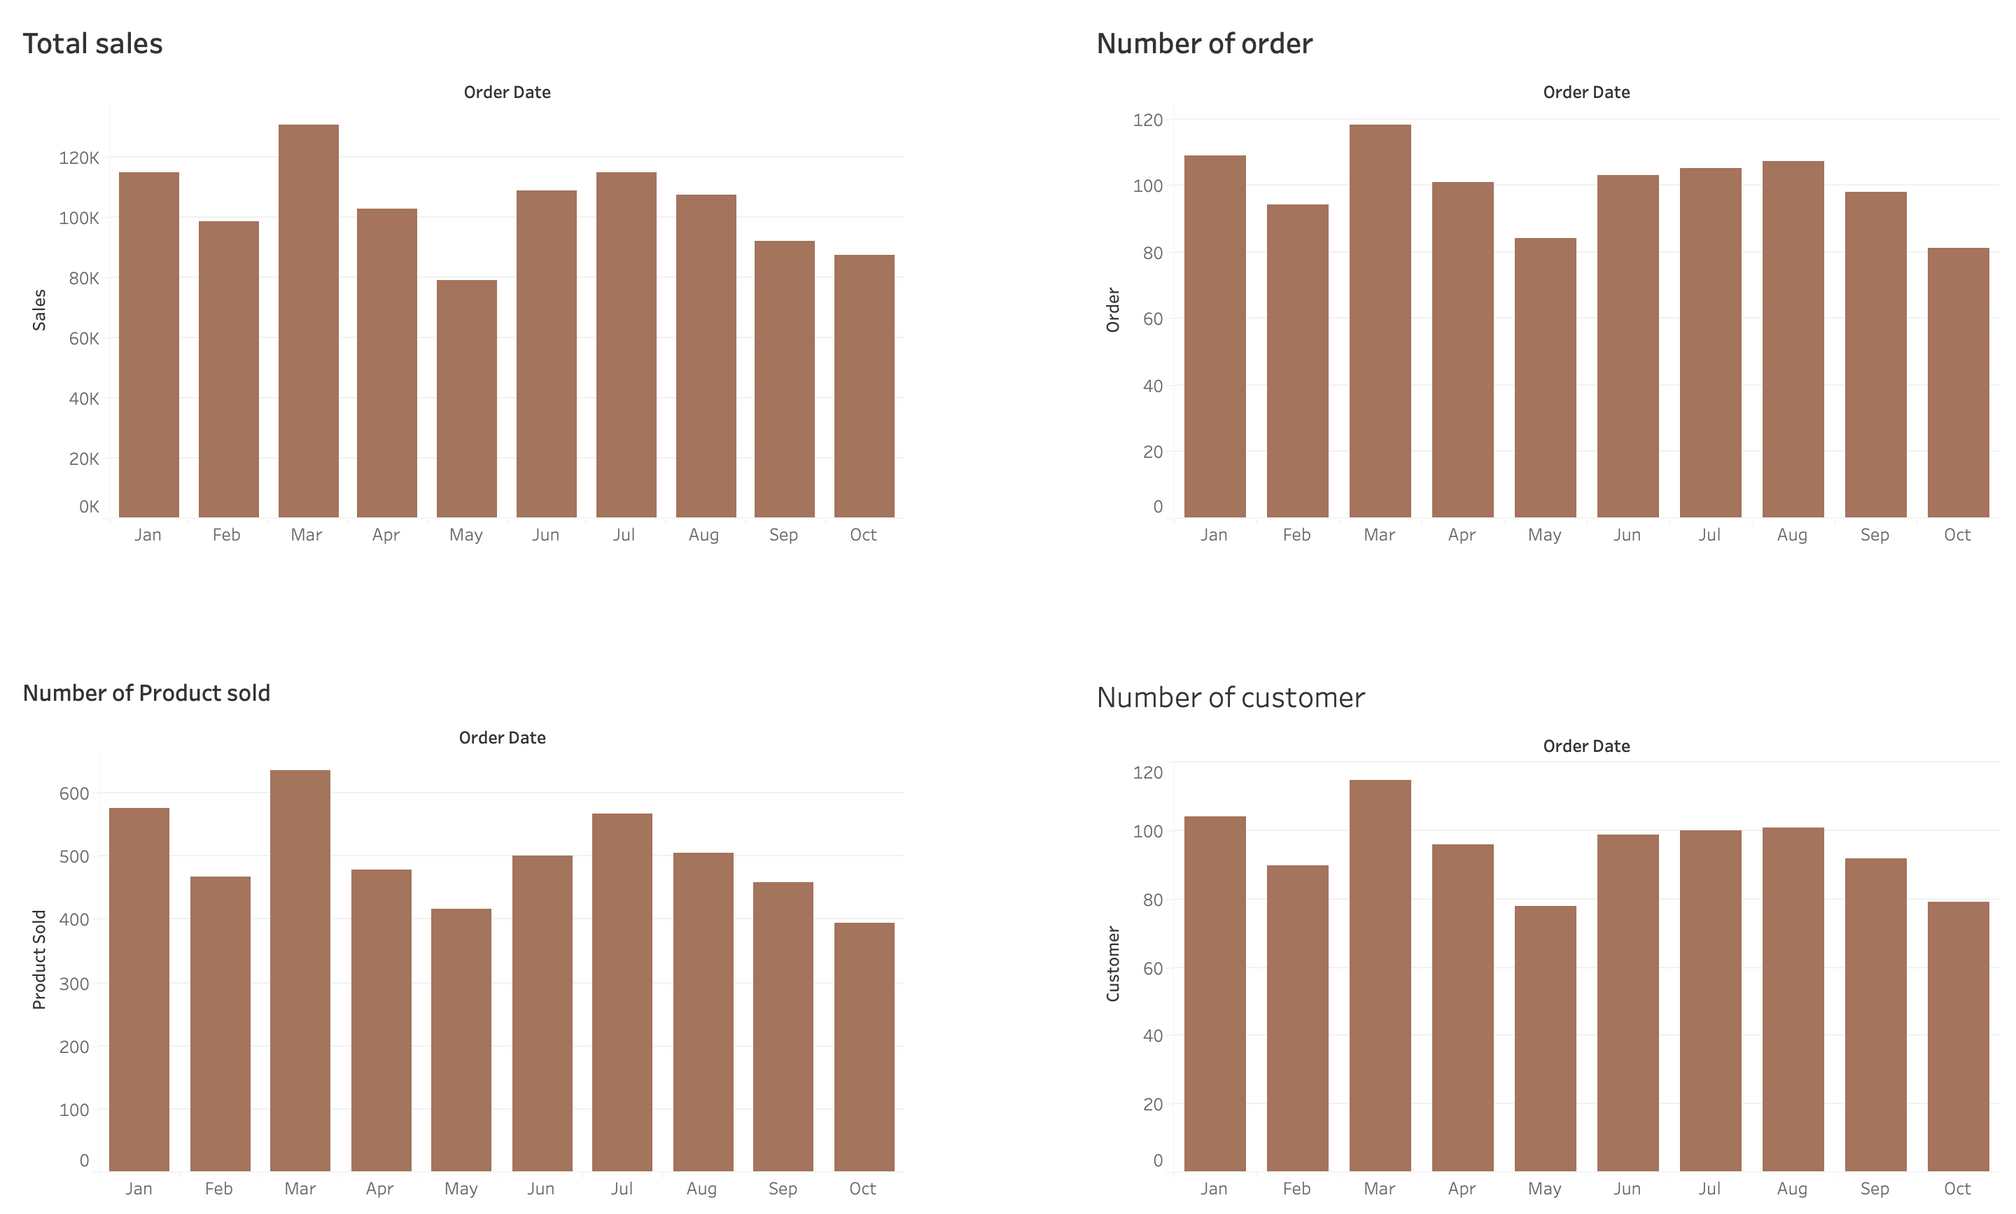 Total sales
Order Date
120K
100K
80K
60K
40K
20K
0K
Sales
Jan Feb Mar Apr May Jun Jul Aug Sep Oct
Number of order
Order Date
120
100
80
60
40
20
0
Order
Jan Feb Mar Apr May Jun Jul Aug Sep Oct
Number of Product sold
Order Date
600
500
400
300
200
100
0
Product Sold
Jan Feb Mar Apr May Jun Jul Aug Sep Oct
Number of customer
Order Date
120
100
80
60
40
20
0
Customer
Jan Feb Mar Apr May Jun Jul Aug Sep Oct